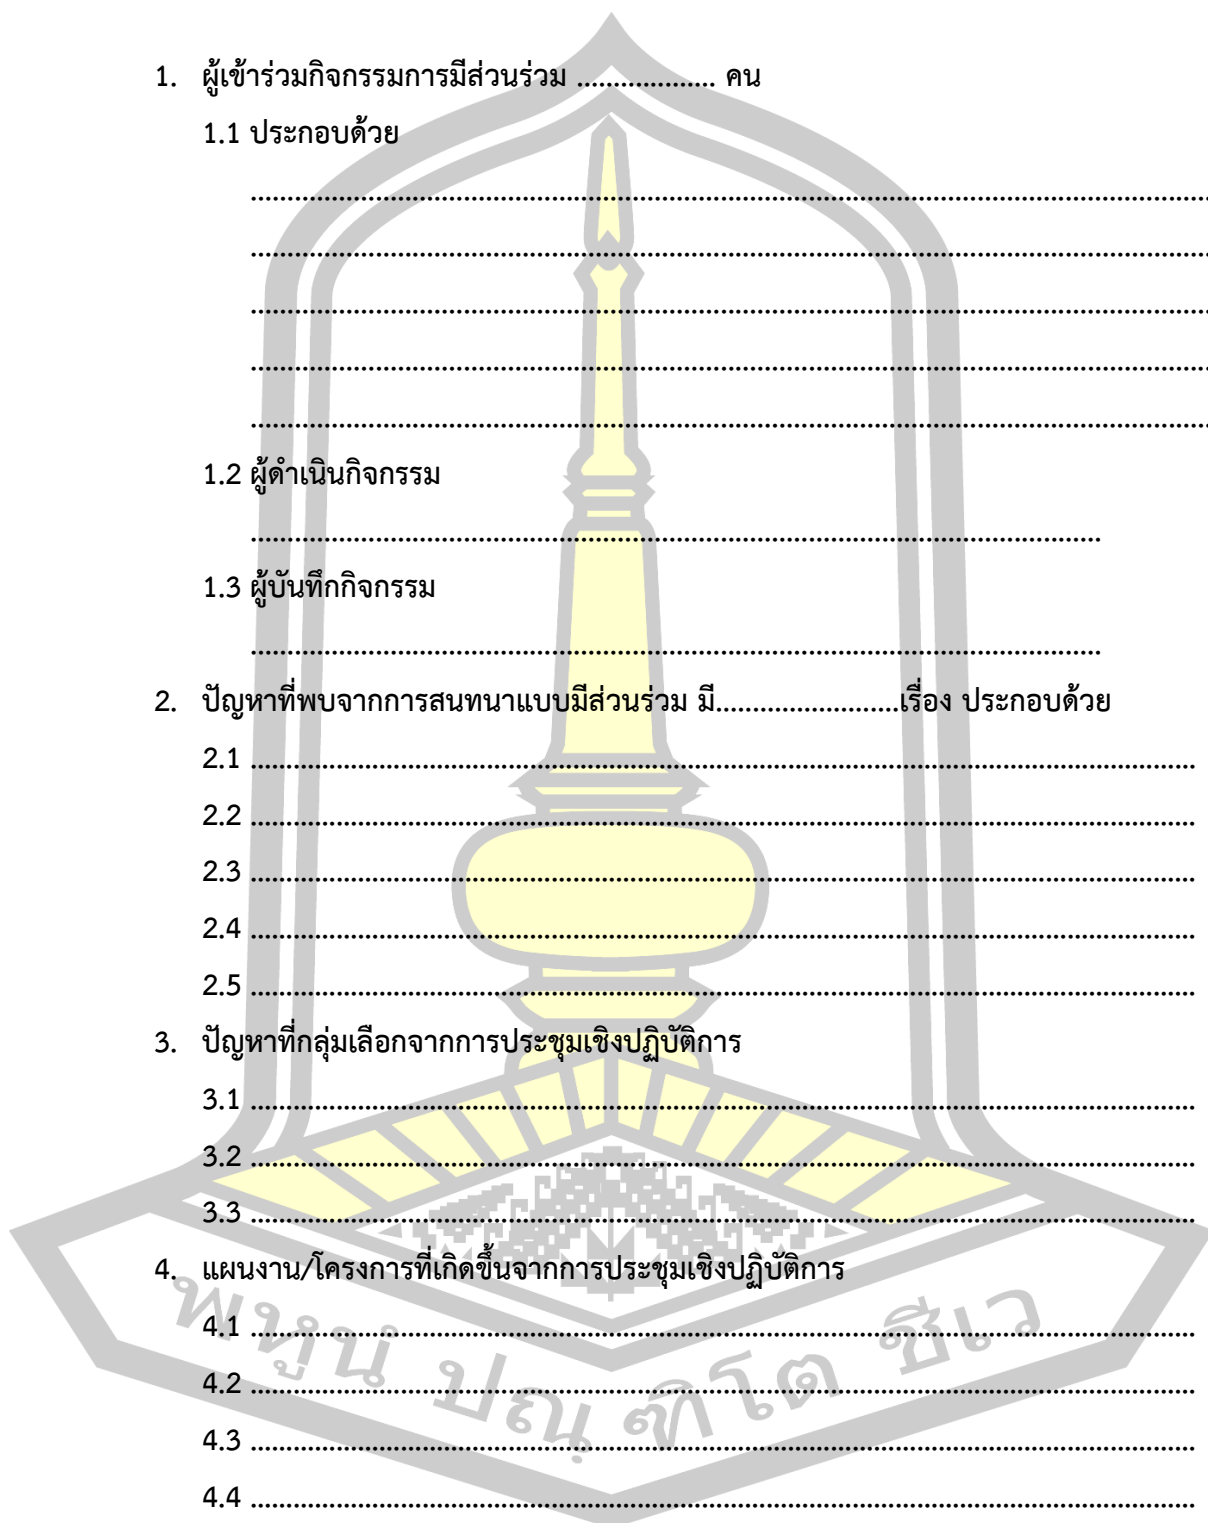 1. ผู้เข้าร่วมกิจกรรมการมีส่วนร่วม .................. คน
1.1 ประกอบด้วย
..........................................................................................................................
..........................................................................................................................
..........................................................................................................................
..........................................................................................................................
..........................................................................................................................
1.2 ผู้ดำเนินกิจกรรม
............................................................................................................
1.3 ผู้บันทึกกิจกรรม
............................................................................................................
2. ปัญหาที่พบจากการสนทนาแบบมีส่วนร่วม มี.........................เรื่อง ประกอบด้วย
2.1 ........................................................................................................................
2.2 ........................................................................................................................
2.3 ........................................................................................................................
2.4 ........................................................................................................................
2.5 ........................................................................................................................
3. ปัญหาที่กลุ่มเลือกจากการประชุมเชิงปฏิบัติการ
3.1 ........................................................................................................................
3.2 ........................................................................................................................
3.3 ........................................................................................................................
4. แผนงาน/โครงการที่เกิดขึ้นจากการประชุมเชิงปฏิบัติการ
4.1 ........................................................................................................................
4.2 ........................................................................................................................
4.3 ........................................................................................................................
4.4 ........................................................................................................................
พหูนํ ปณฺฑิโต ชีเว